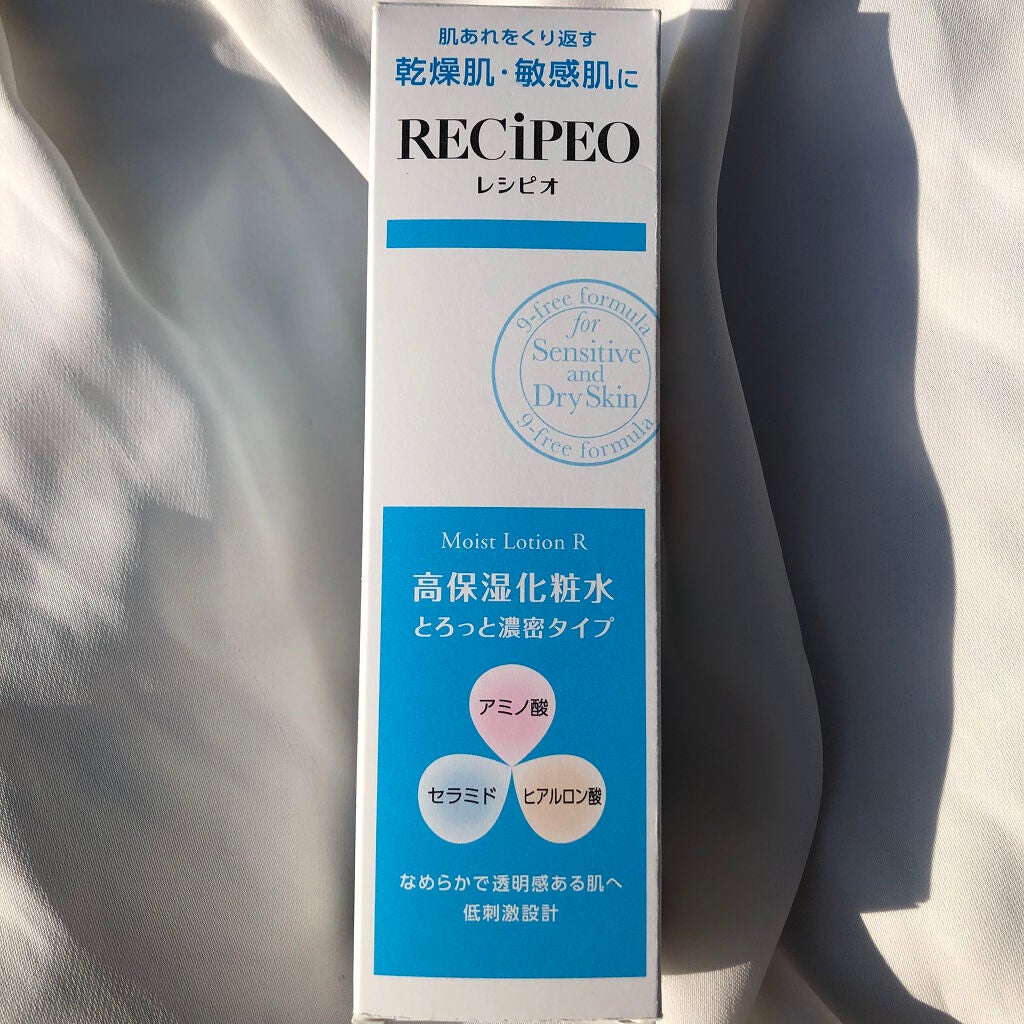 肌あれをくり返す
乾燥肌・敏感肌に
RECiPEO
レシピオ
9-free formula
for
Sensitive
and
Dry Skin
9-free formula
Moist Lotion R
高保湿化粧水
とろっと濃密タイプ
アミノ酸
セラミド
ヒアルロン酸
なめらかで透明感ある肌へ
低刺激設計